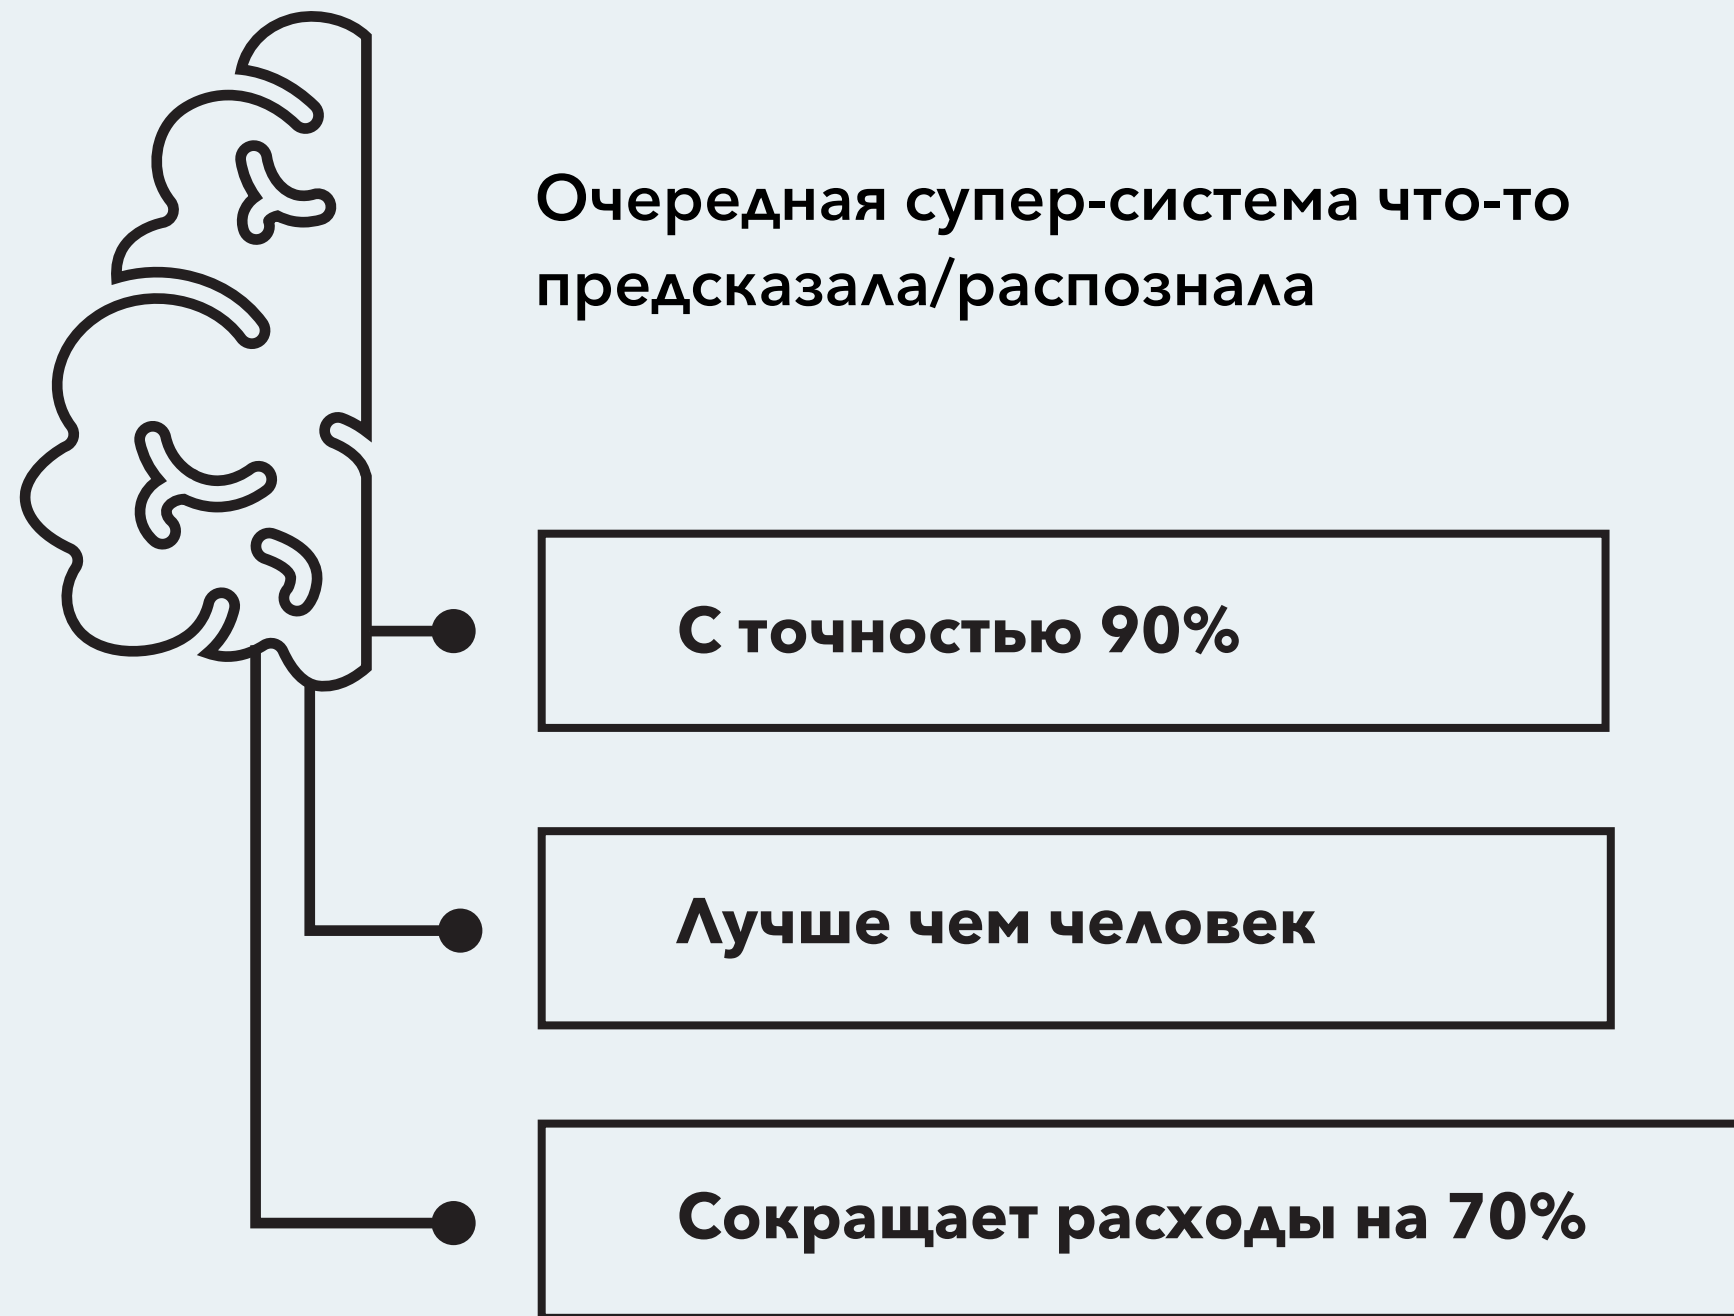 Очередная супер-система что-то
предсказала/распознала
С точностью 90%
Лучше чем человек
Сокращает расходы на 70%